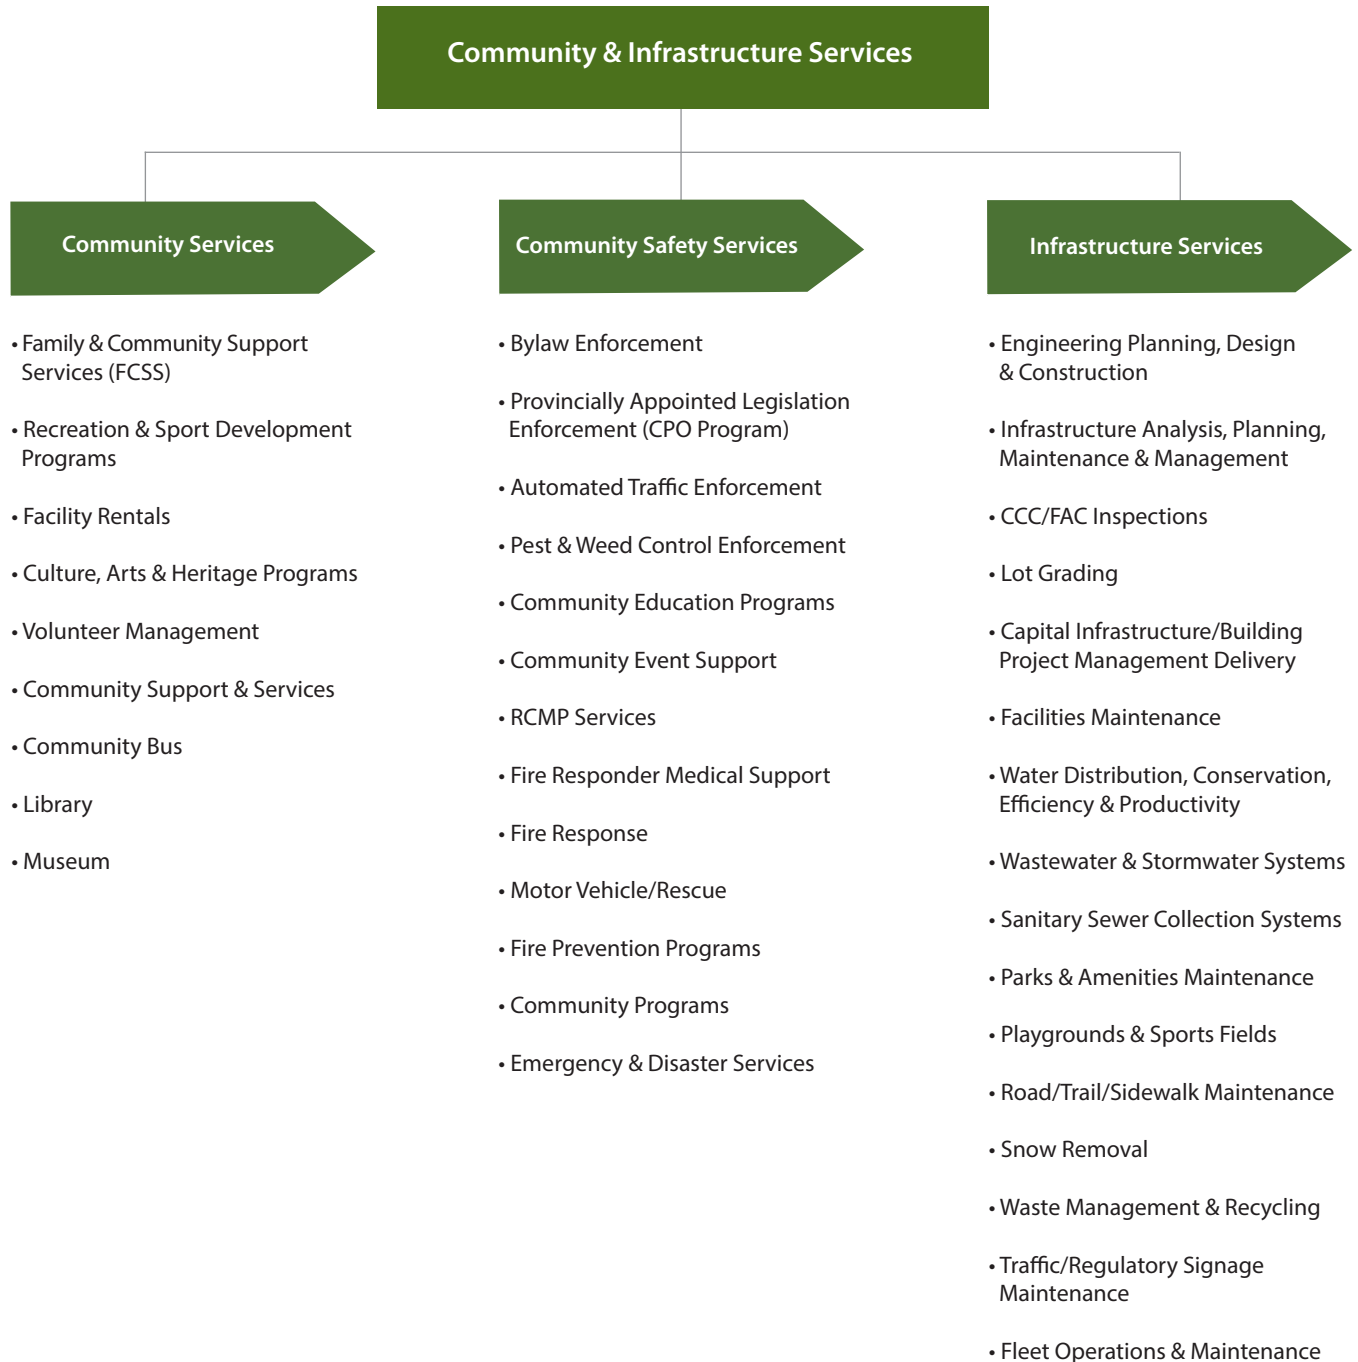 Community & Infrastructure Services
Community Services
• Family & Community Support
Services (FCSS)
• Recreation & Sport Development
Programs
• Facility Rentals
• Culture, Arts & Heritage Programs
• Volunteer Management
• Community Support & Services
• Community Bus
• Library
• Museum
Community Safety Services
• Bylaw Enforcement
• Provincially Appointed Legislation
Enforcement (CPO Program)
• Automated Traffic Enforcement
• Pest & Weed Control Enforcement
• Community Education Programs
• Community Event Support
• RCMP Services
• Fire Responder Medical Support
• Fire Response
• Motor Vehicle/Rescue
• Fire Prevention Programs
• Community Programs
• Emergency & Disaster Services
Infrastructure Services
• Engineering Planning, Design
& Construction
• Infrastructure Analysis, Planning,
Maintenance & Management
• CCC/FAC Inspections
• Lot Grading
• Capital Infrastructure/Building
Project Management Delivery
• Facilities Maintenance
• Water Distribution, Conservation,
Efficiency & Productivity
• Wastewater & Stormwater Systems
• Sanitary Sewer Collection Systems
• Parks & Amenities Maintenance
• Playgrounds & Sports Fields
• Road/Trail/Sidewalk Maintenance
• Snow Removal
• Waste Management & Recycling
• Traffic/Regulatory Signage
Maintenance
• Fleet Operations & Maintenance